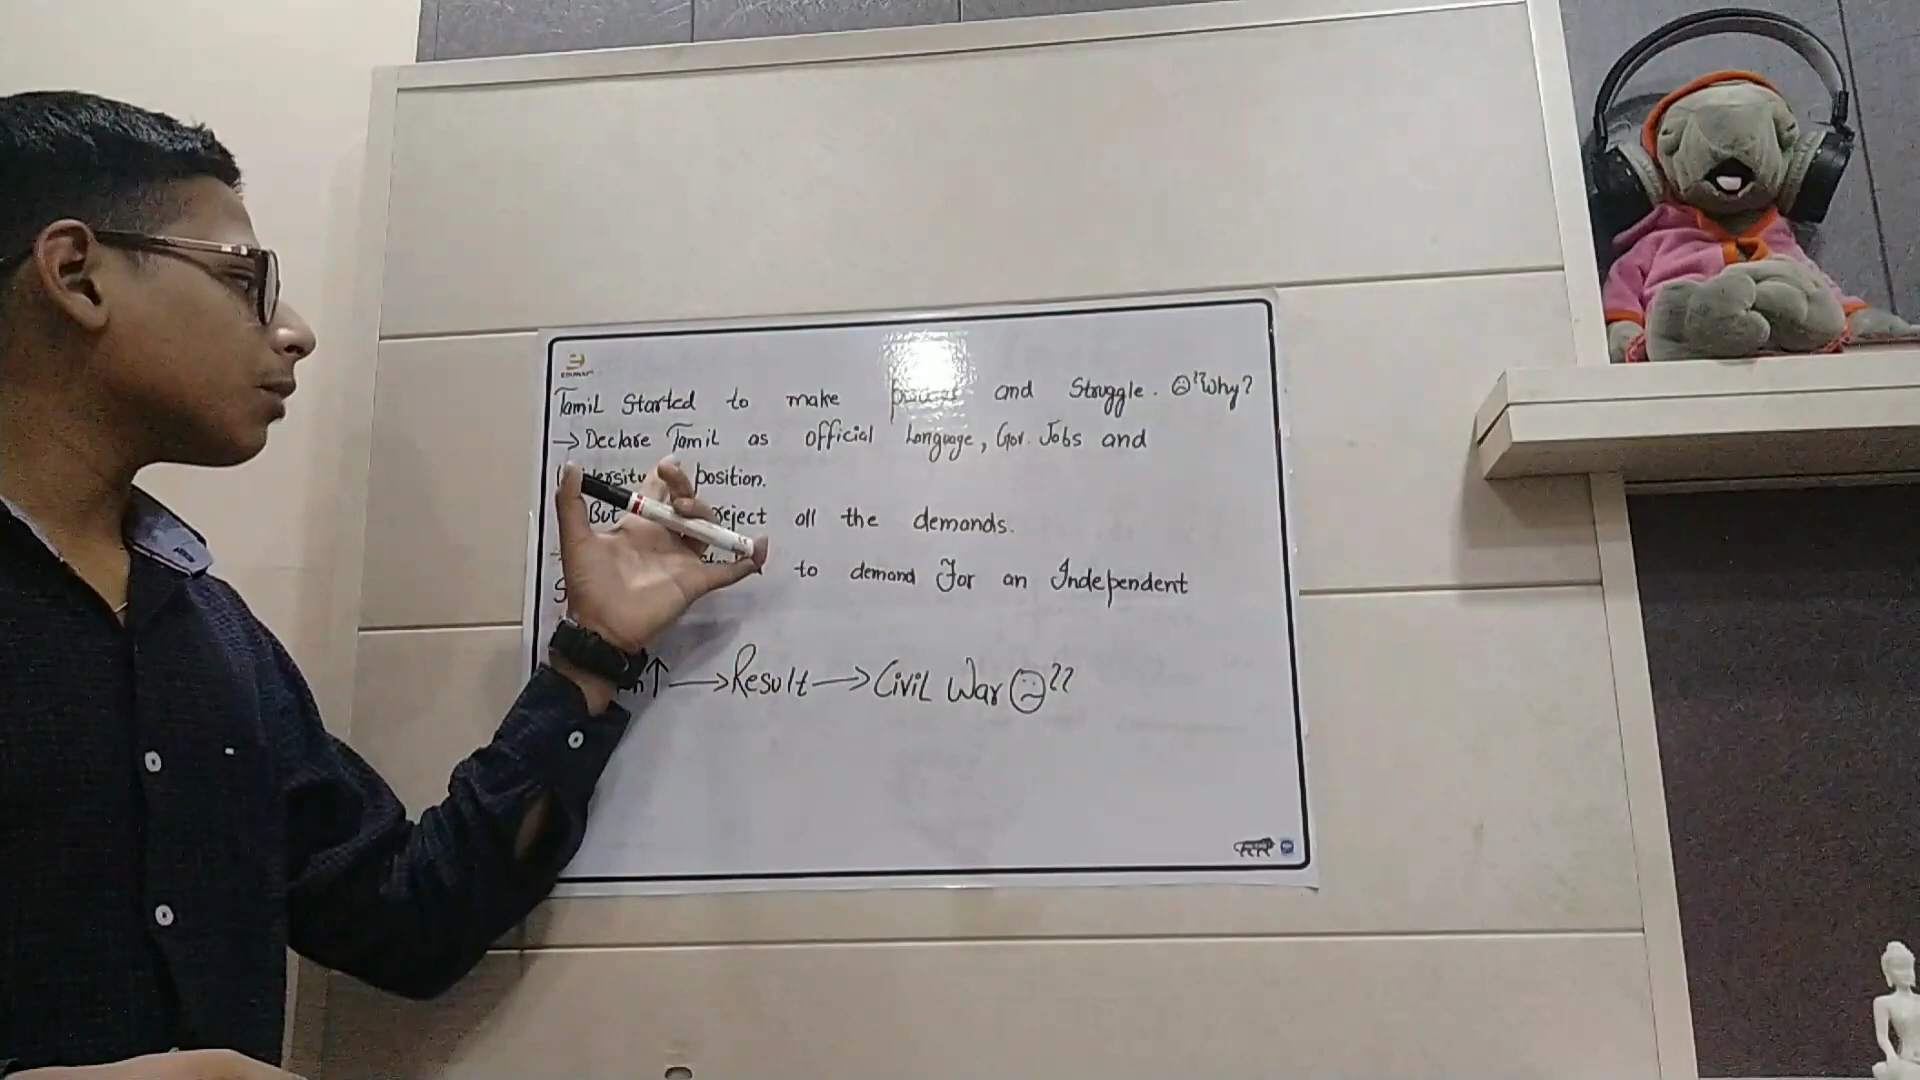 Tamil Started to make and Struggle. ☹?? Why?
→ Declare Tamil as official Language, Gov. Jobs and
position.
But reject all the demands.
to demand For an Independent
↑ → Result → Civil War ☹??